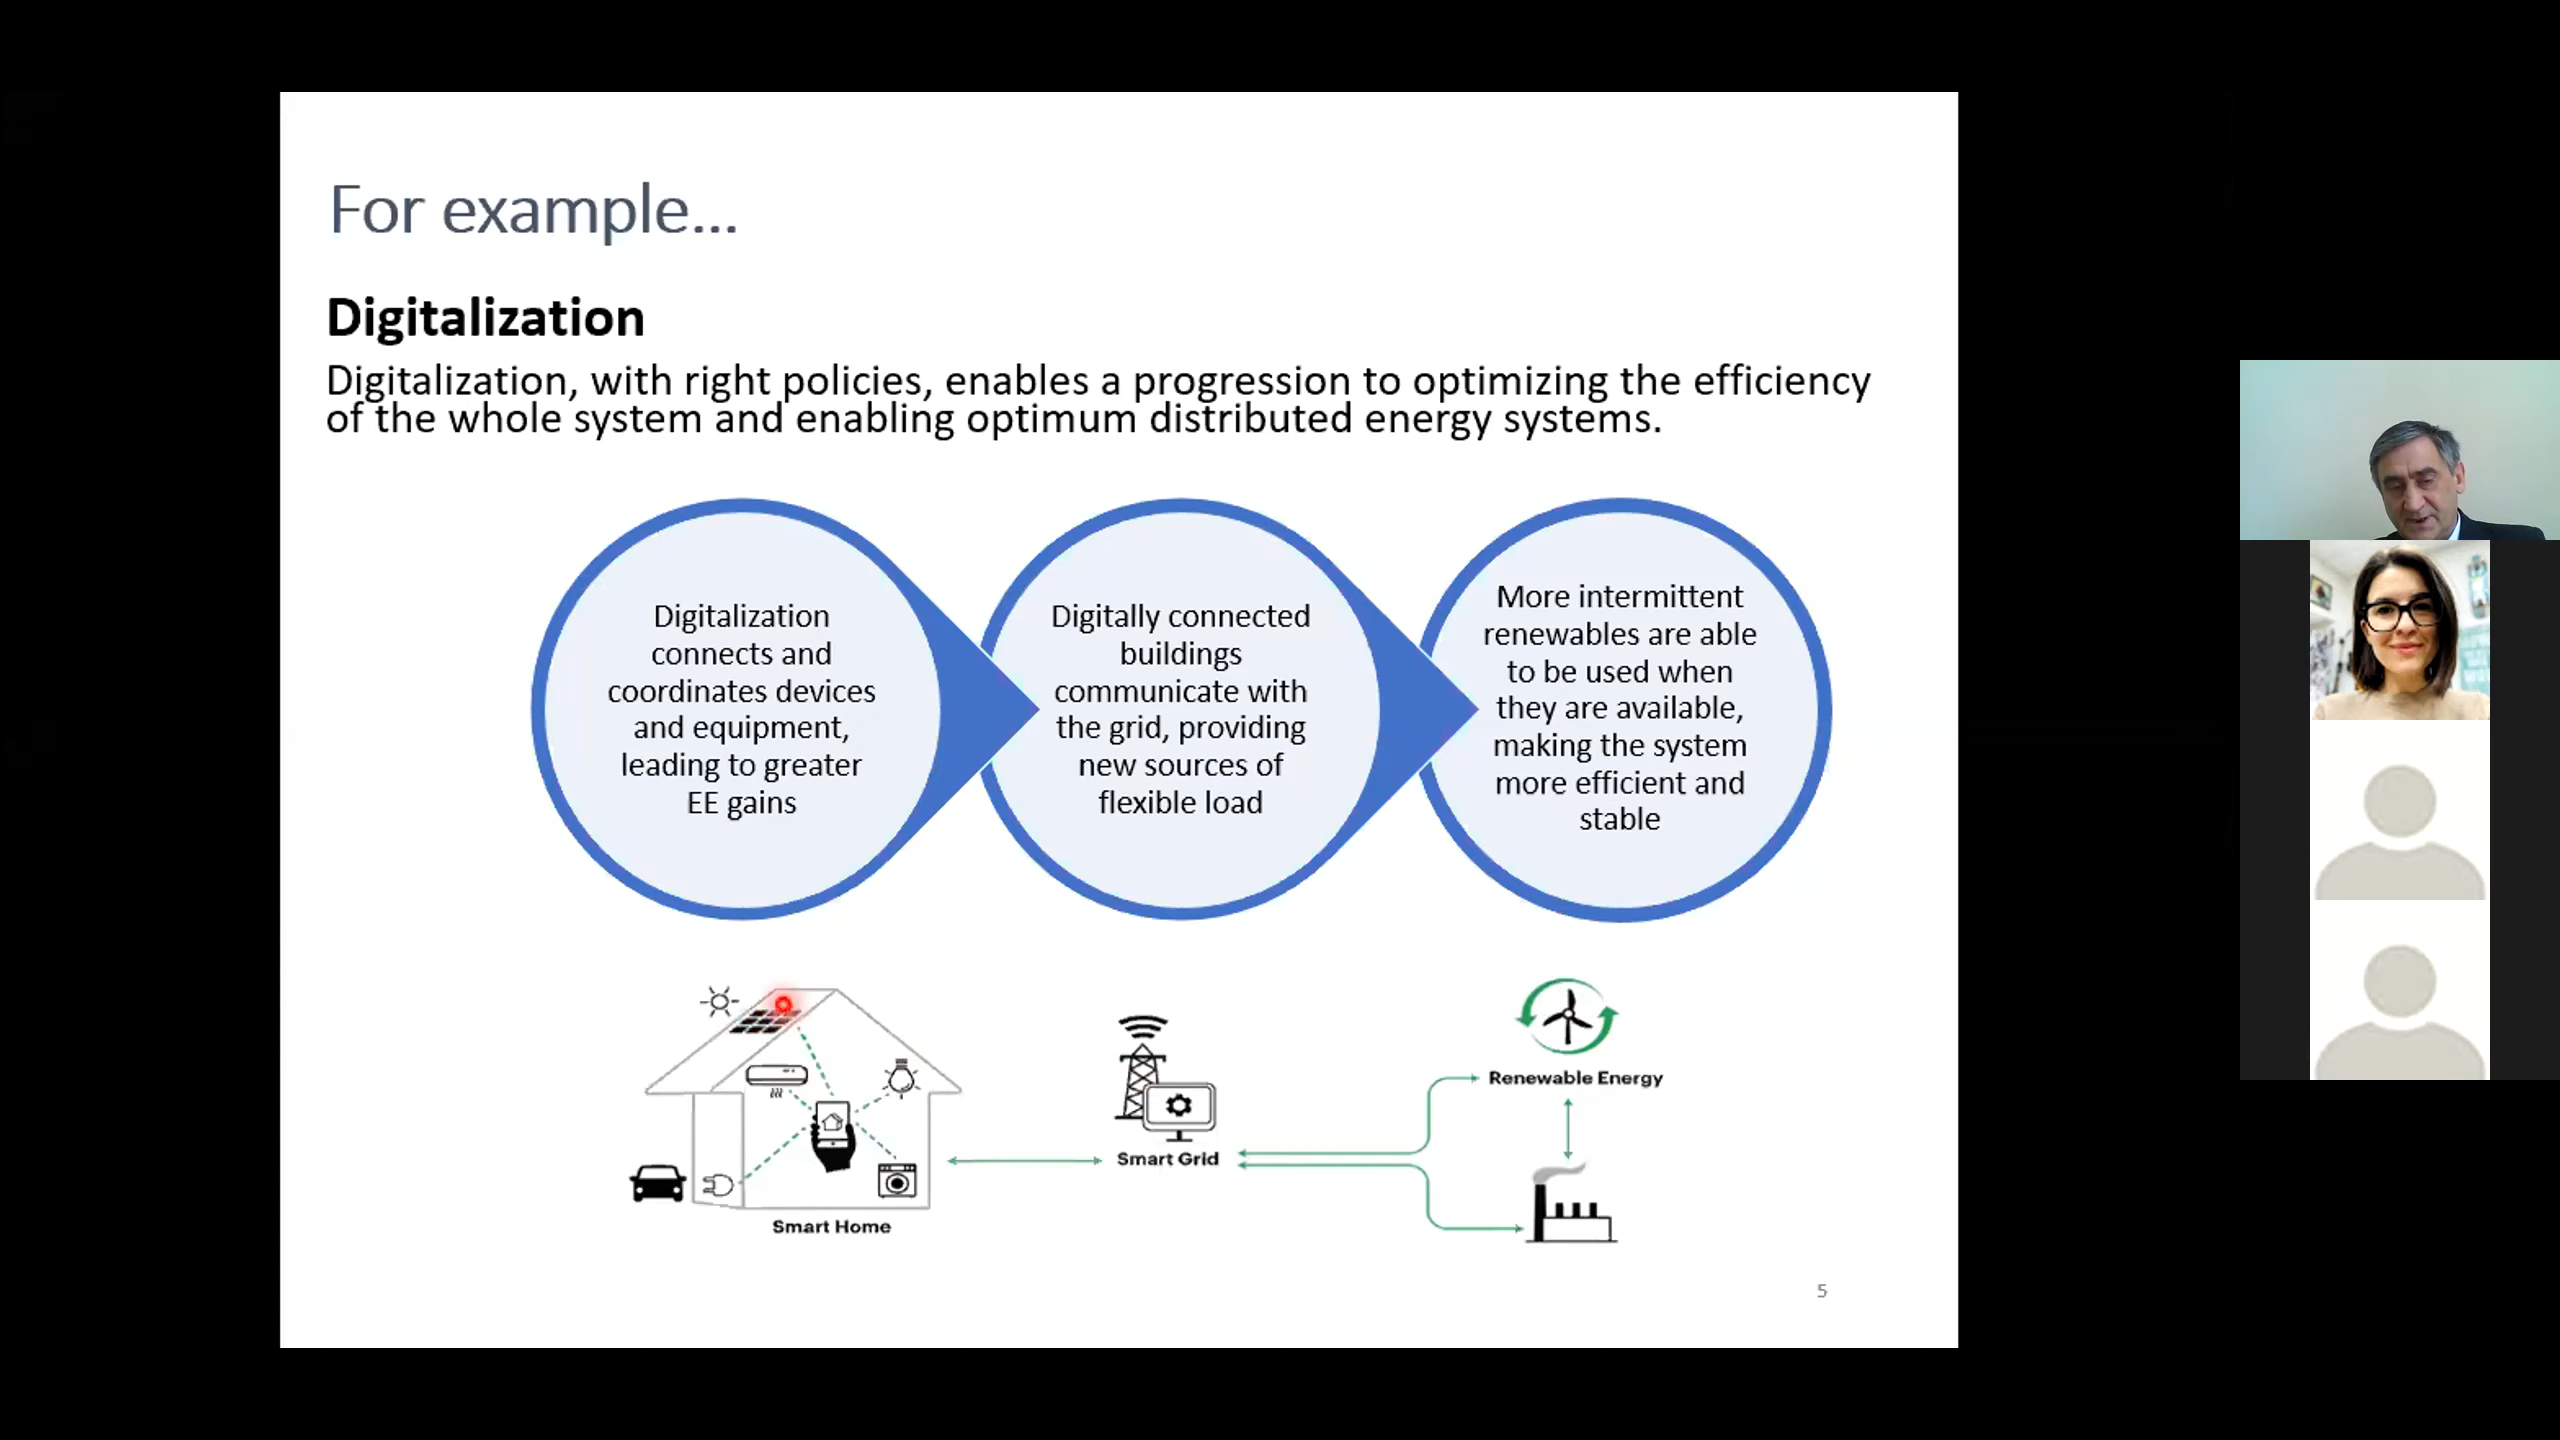 For example...
Digitalization
Digitalization, with right policies, enables a progression to optimizing the efficiency
of the whole system and enabling optimum distributed energy systems.
Digitalization
connects and
coordinates devices
and equipment,
leading to greater
EE gains
Digitally connected
buildings
communicate with
the grid, providing
new sources of
flexible load
More intermittent
renewables are able
to be used when
they are available,
making the system
more efficient and
stable
Smart Home
Smart Grid
Renewable Energy
5